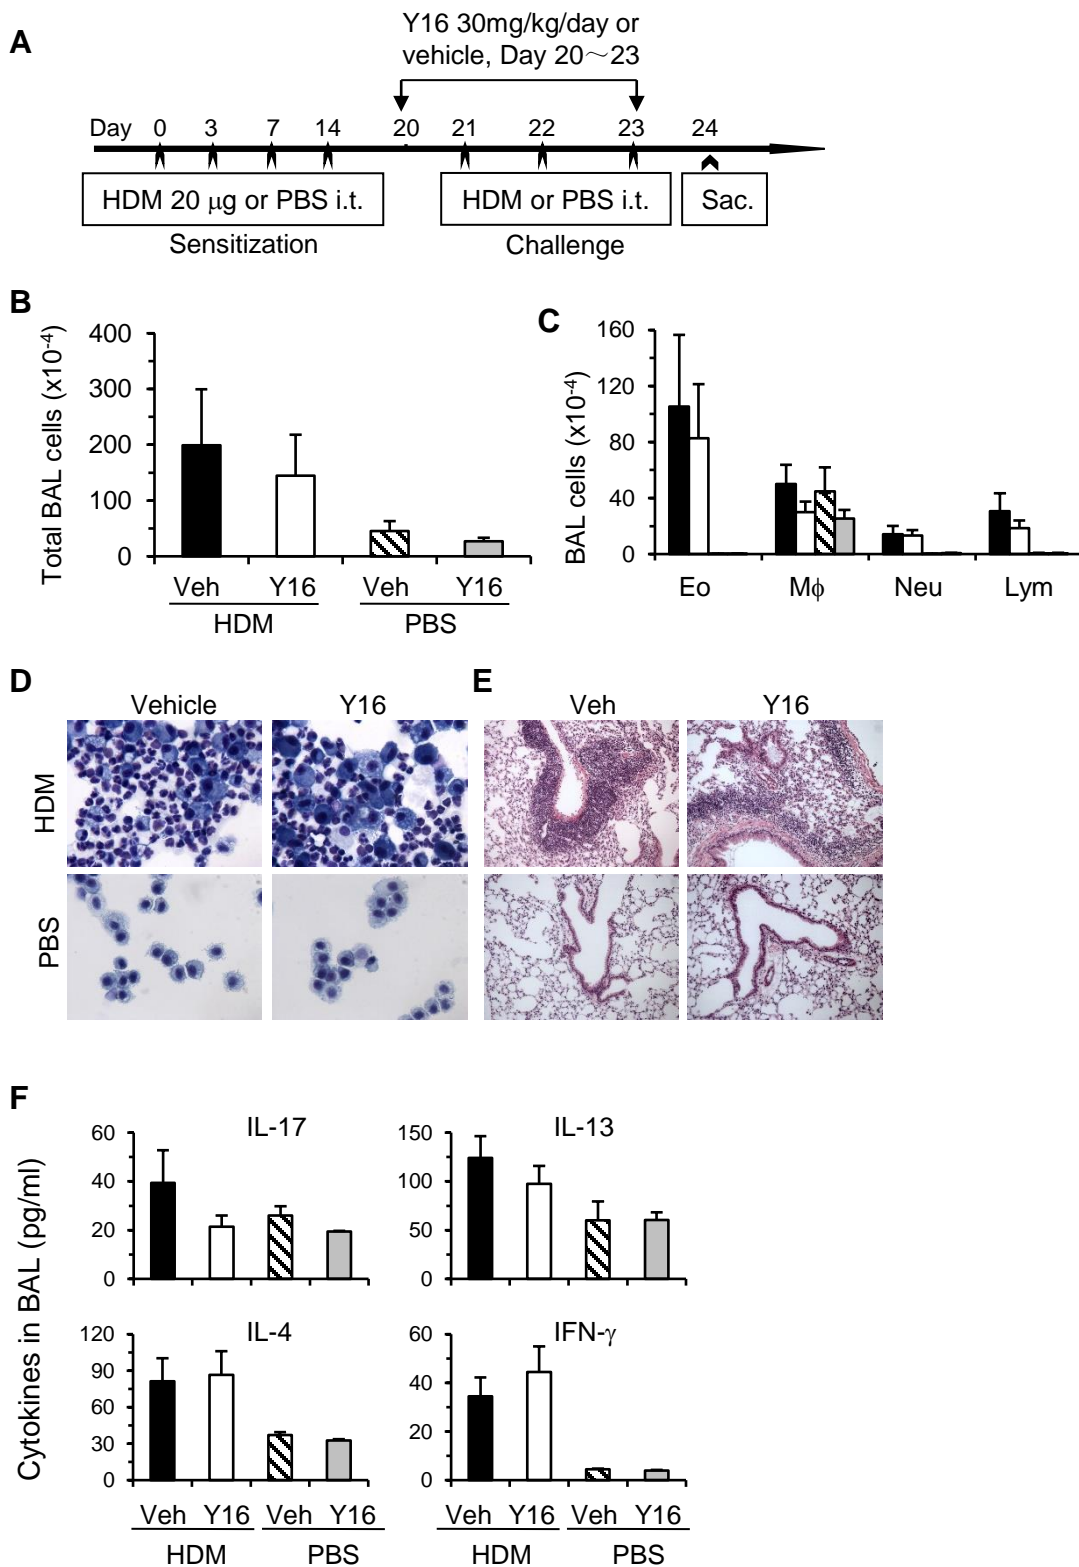 A
Y16 30mg/kg/day or
vehicle, Day 20～23
Day 0 3 7 14 20 21 22 23 24
HDM 20 μg or PBS i.t.
HDM or PBS i.t.
Sac.
Sensitization
Challenge
B
Total BAL cells (x10-4)
400
300
200
100
0
Veh Y16 Veh Y16
HDM PBS
C
BAL cells (x10-4)
160
120
80
40
0
Eo Mϕ Neu Lym
D
Vehicle Y16
HDM
PBS
E
Veh Y16
F
Cytokines in BAL (pg/ml)
IL-17
60
40
20
0
IL-13
150
100
50
0
IL-4
120
90
60
30
0
IFN-γ
60
40
20
0
Veh Y16 Veh Y16
HDM PBS
Veh Y16 Veh Y16
HDM PBS